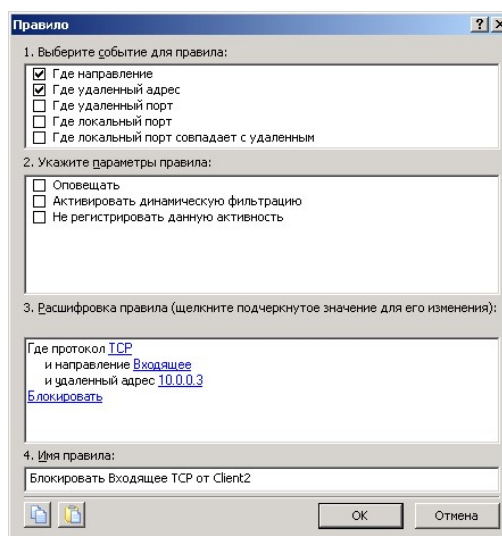 Правило
1. Выберите событие для правила:
Где направление
Где удаленный адрес
Где удаленный порт
Где локальный порт
Где локальный порт совпадает с удаленным
2. Укажите параметры правила:
Оповещать
Активировать динамическую фильтрацию
Не регистрировать данную активность
3. Расшифровка правила (щелкните подчеркнутое значение для его изменения):
Где протокол TCP
и направление Входящее
и удаленный адрес 10.0.0.3
Блокировать
4. Имя правила:
Блокировать Входящее TCP от Client2
OK
Отмена